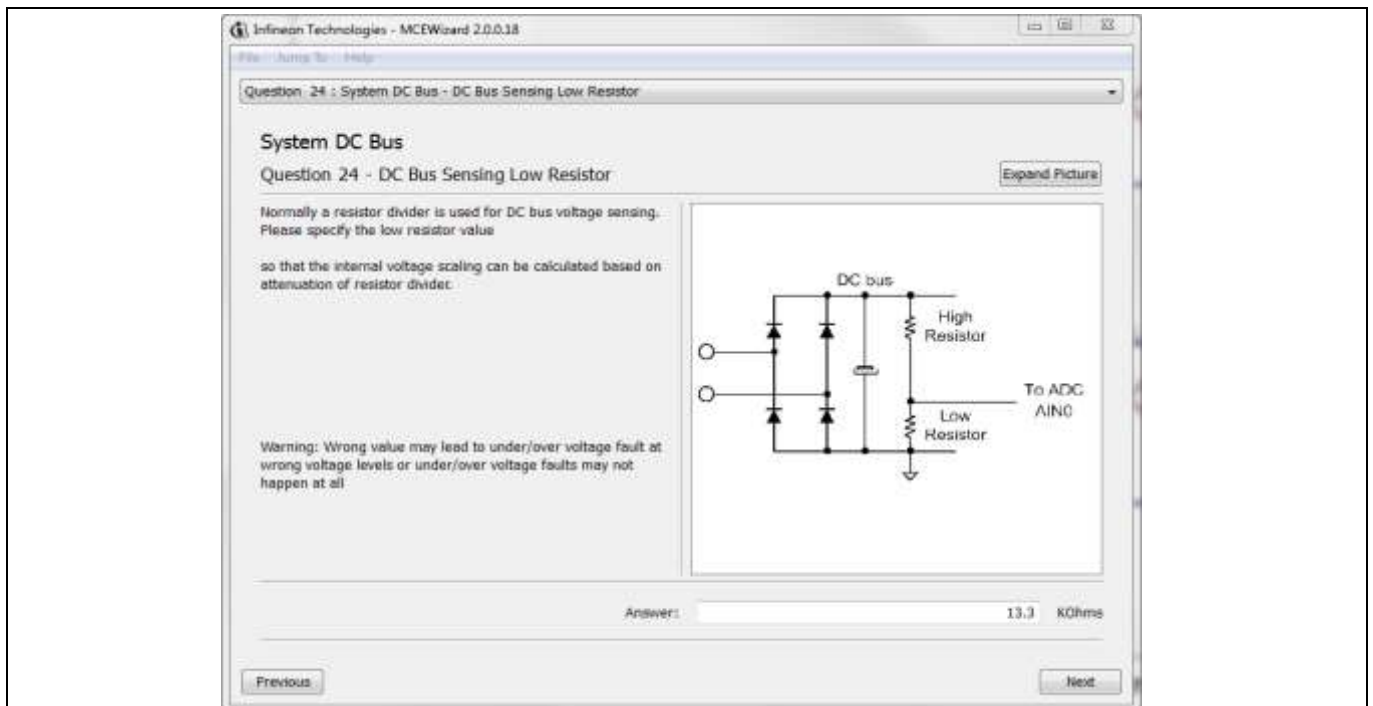 Infineon Technologies - MCEWizard 2.0.0.18
File Jump To Help
Question 24 : System DC Bus - DC Bus Sensing Low Resistor
System DC Bus
Question 24 - DC Bus Sensing Low Resistor
Expand Picture
Normally a resistor divider is used for DC bus voltage sensing.
Please specify the low resistor value
so that the internal voltage scaling can be calculated based on
attenuation of resistor divider.
Warning: Wrong value may lead to under/over voltage fault at
wrong voltage levels or under/over voltage faults may not
happen at all
DC bus
High
Resistor
To ADC
AIN0
Low
Resistor
Answer:
13.3 KOhms
Previous
Next